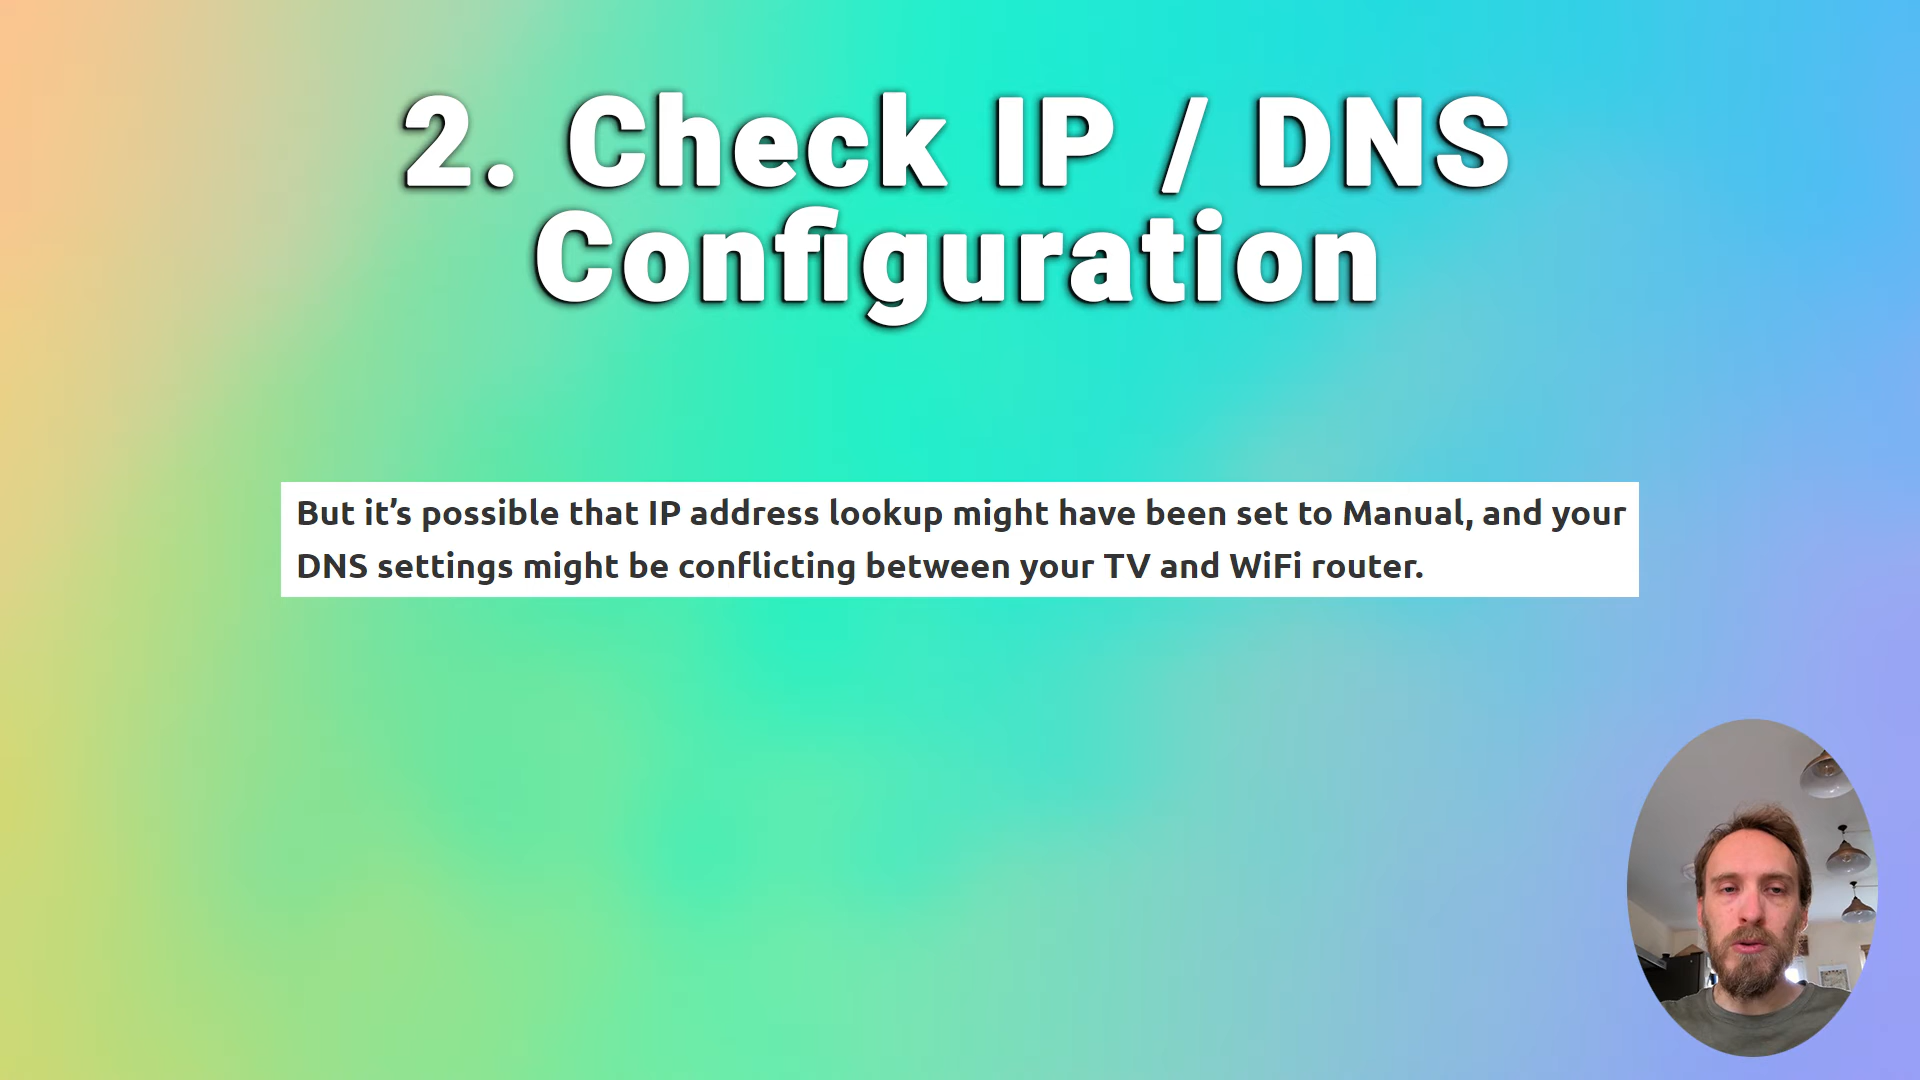 2. Check IP / DNS
Configuration
But it’s possible that IP address lookup might have been set to Manual, and your
DNS settings might be conflicting between your TV and WiFi router.